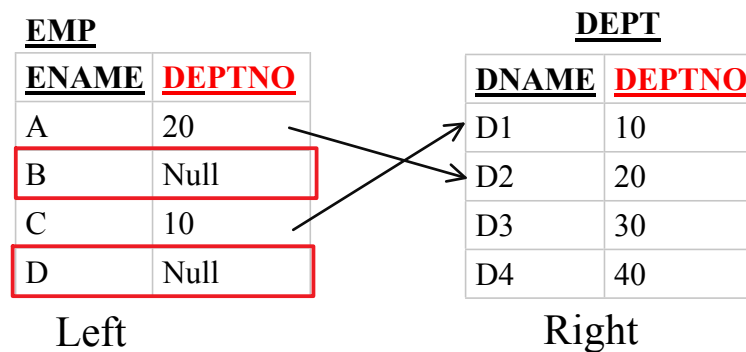 EMP
ENAME DEPTNO
A 20
B Null
C 10
D Null
Left
DEPT
DNAME DEPTNO
D1 10
D2 20
D3 30
D4 40
Right